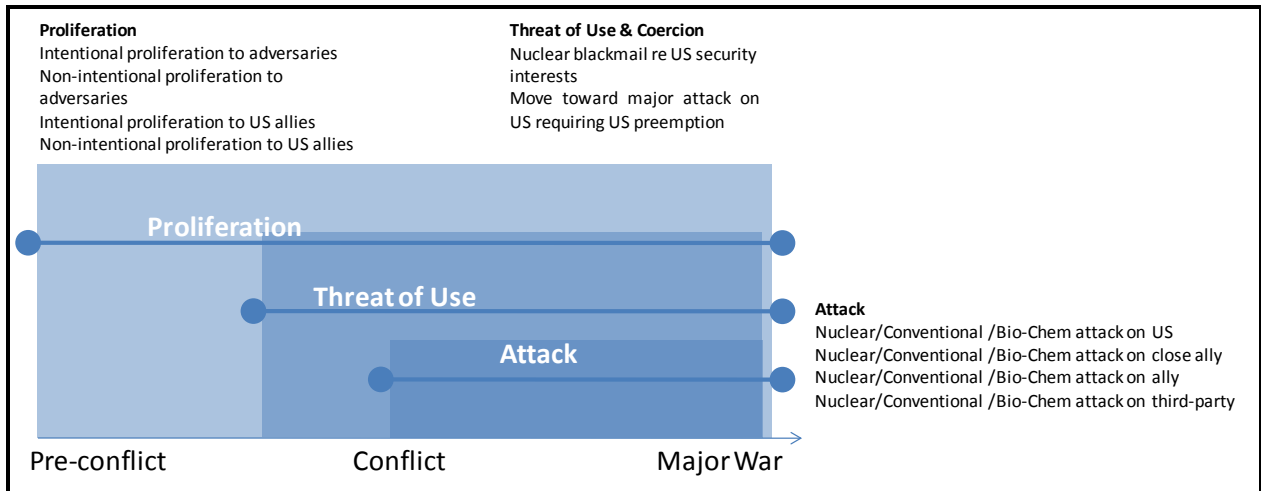 Proliferation
Intentional proliferation to adversaries
Non-intentional proliferation to
adversaries
Intentional proliferation to US allies
Non-intentional proliferation to US allies
Threat of Use & Coercion
Nuclear blackmail re US security
interests
Move toward major attack on
US requiring US preemption
Proliferation
Threat of Use
Attack
Attack
Nuclear/Conventional /Bio-Chem attack on US
Nuclear/Conventional /Bio-Chem attack on close ally
Nuclear/Conventional /Bio-Chem attack on ally
Nuclear/Conventional /Bio-Chem attack on third-party
Pre-conflict
Conflict
Major War